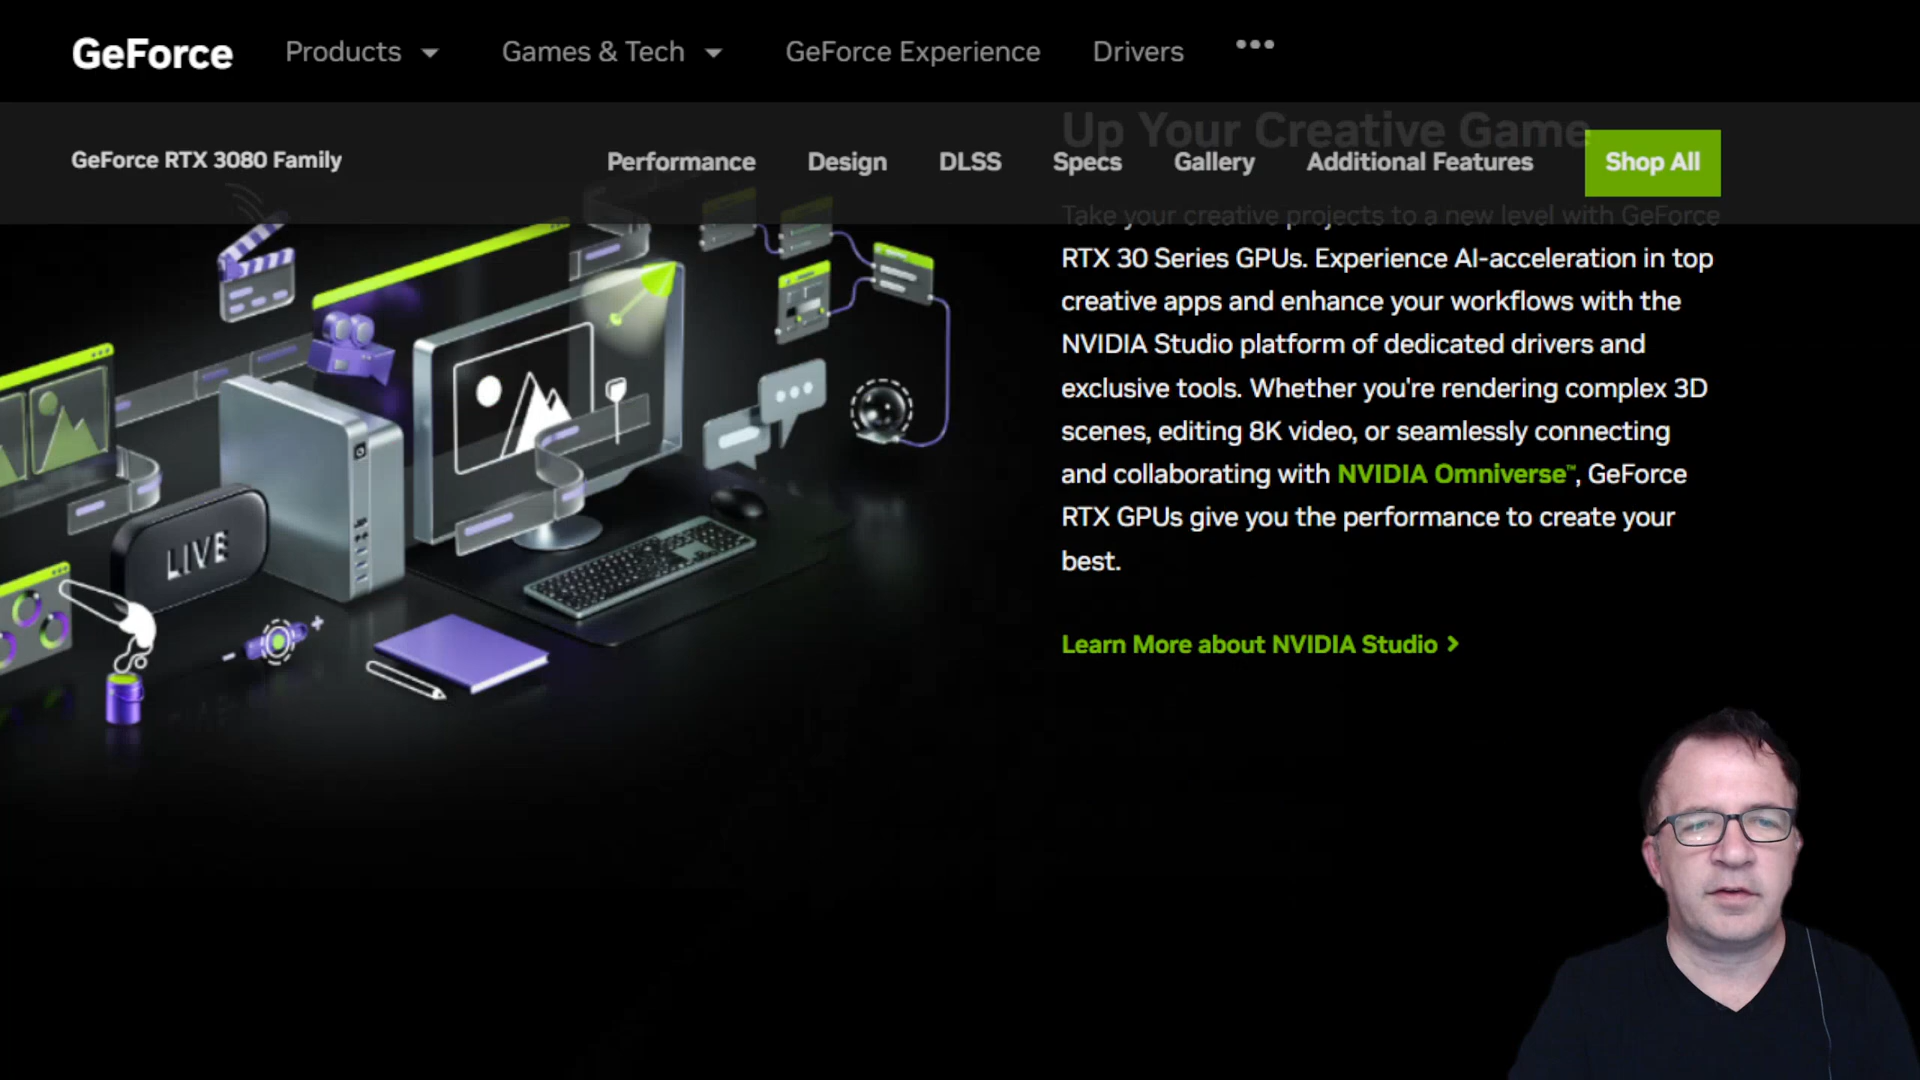 GeForce Products Games & Tech GeForce Experience Drivers •••
GeForce RTX 3080 Family Performance Design DLSS Specs Gallery Additional Features Shop All
Up Your Creative Game
Take your creative projects to a new level with GeForce
RTX 30 Series GPUs. Experience AI-acceleration in top
creative apps and enhance your workflows with the
NVIDIA Studio platform of dedicated drivers and
exclusive tools. Whether you're rendering complex 3D
scenes, editing 8K video, or seamlessly connecting
and collaborating with NVIDIA Omniverse™, GeForce
RTX GPUs give you the performance to create your
best.
Learn More about NVIDIA Studio >
LIVE